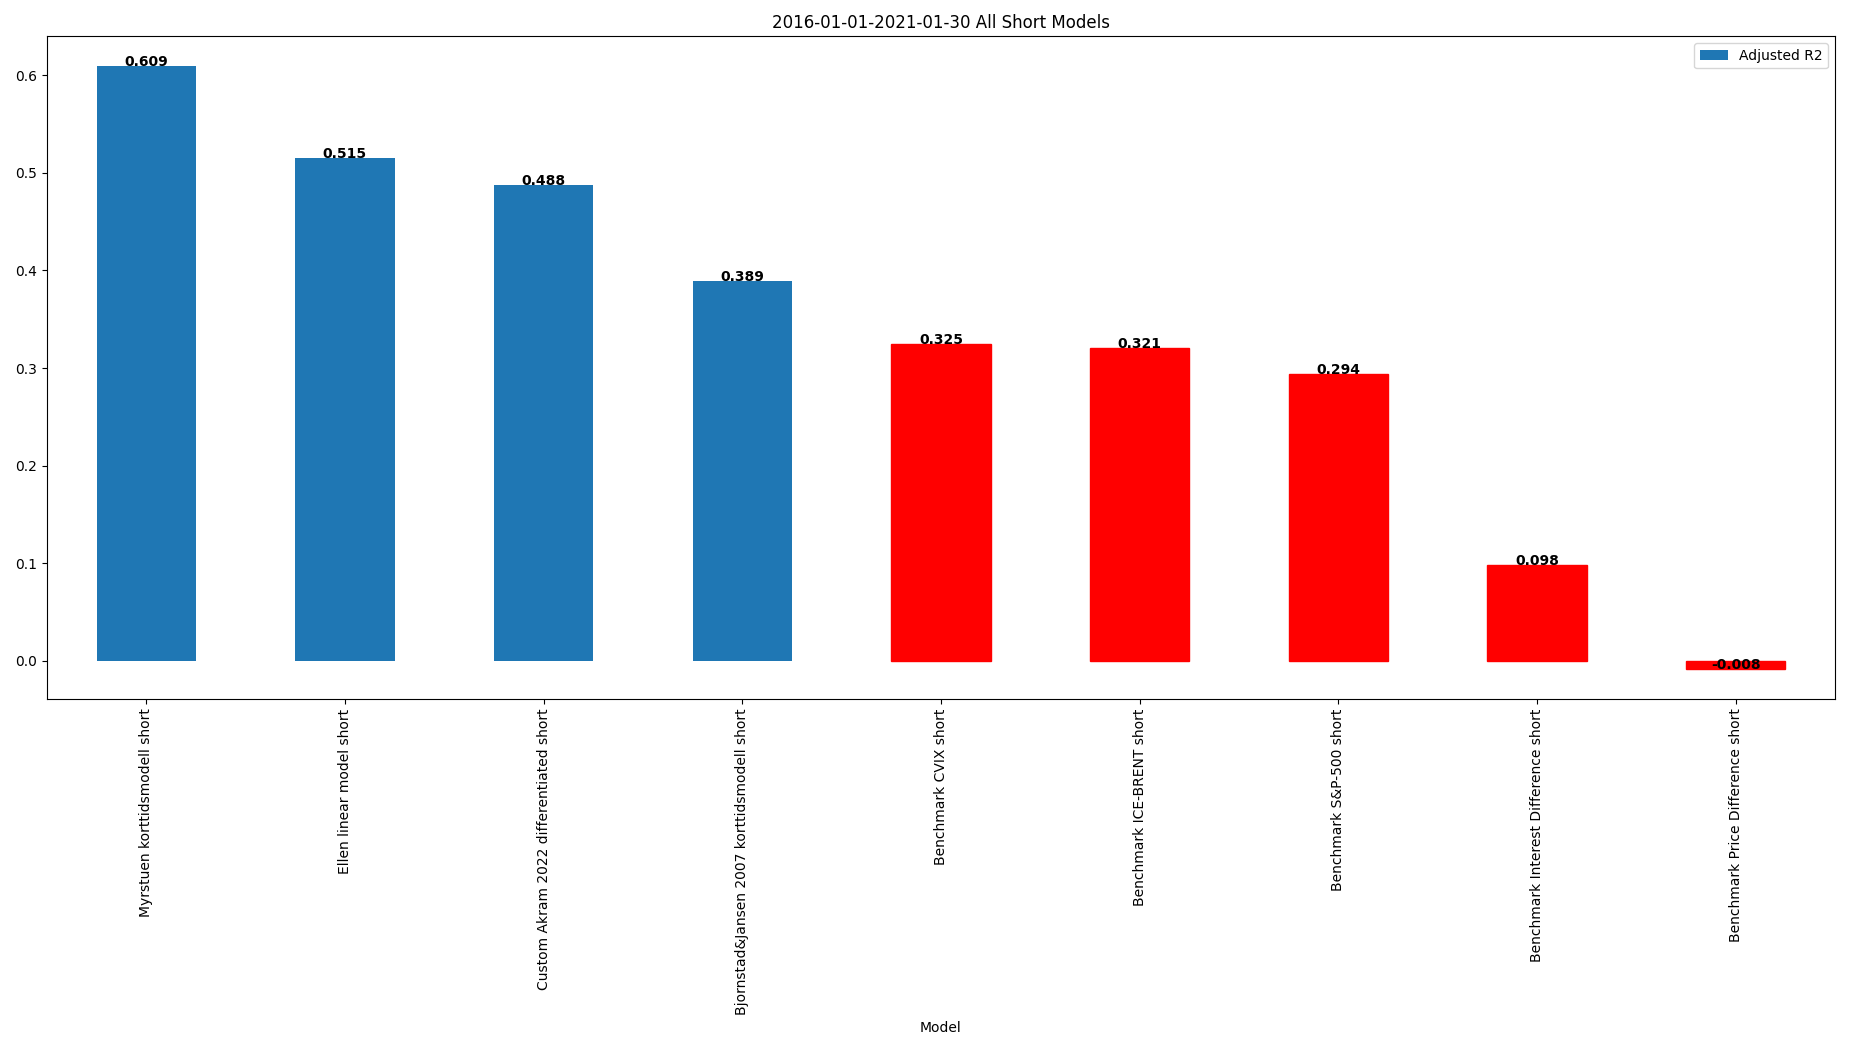 2016-01-01-2021-01-30 All Short Models
Adjusted R2
0.6
0.5
0.4
0.3
0.2
0.1
0.0
0.609
0.515
0.488
0.389
0.325
0.321
0.294
0.098
-0.008
Myrstuen korttidsmodell short
Ellen linear model short
Custom Akram 2022 differentiated short
Bjornstad&Jansen 2007 korttidsmodell short
Benchmark CVIX short
Benchmark ICE-BRENT short
Benchmark S&P-500 short
Benchmark Interest Difference short
Benchmark Price Difference short
Model